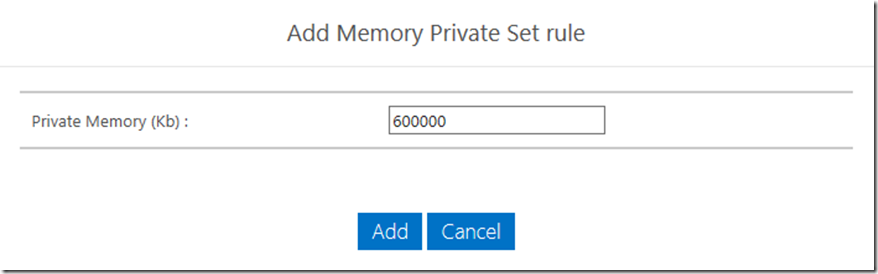 Add Memory Private Set rule
Private Memory (Kb) : 600000
Add Cancel